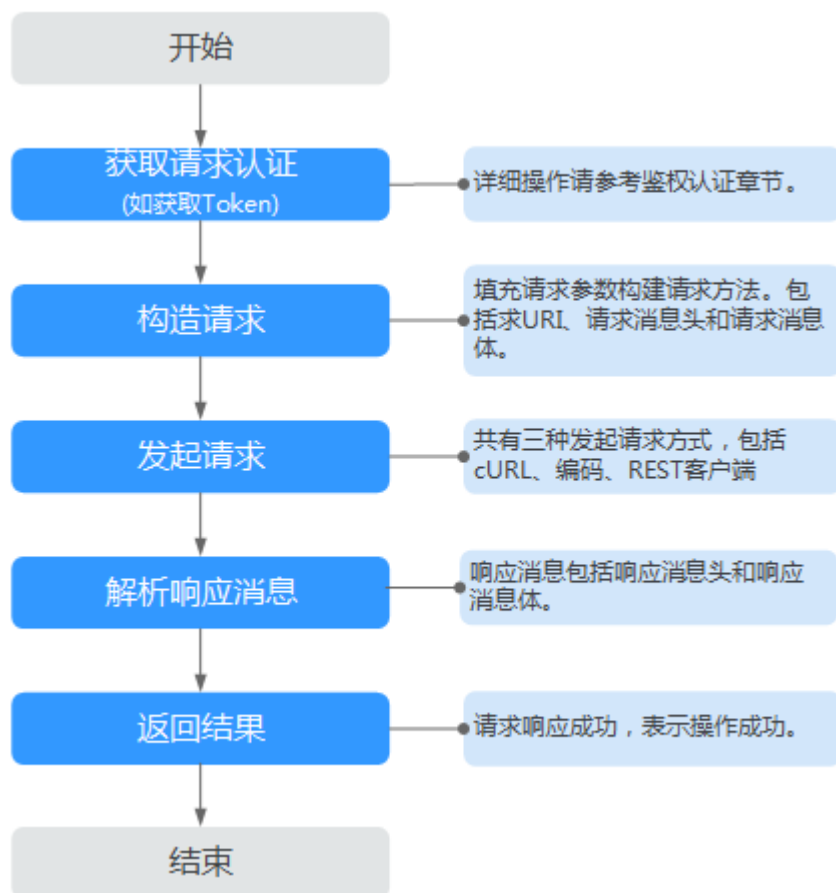 开始
获取请求认证
(如获取Token)
详细操作请参考鉴权认证章节。
构造请求
填充请求参数构建请求方法。包
括求URI、请求消息头和请求消息
体。
发起请求
共有三种发起请求方式，包括
cURL、编码、REST客户端
解析响应消息
响应消息包括响应消息头和响应
消息体。
返回结果
请求响应成功，表示操作成功。
结束